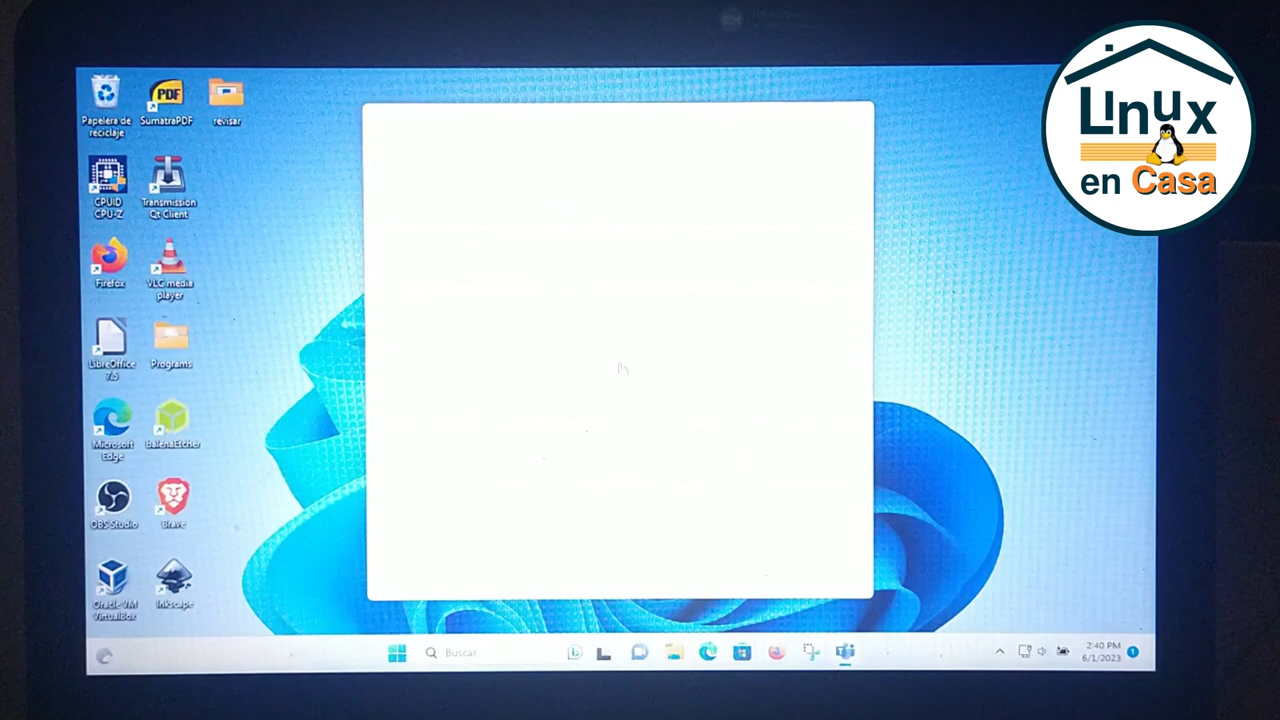 Linux
en Casa
Papelera de
reciclaje
SumatraPDF
revisar
CPUID
CPU-Z
Transmission
Qt Client
Firefox
VLC media
player
LibreOffice
7.5
Programs
Microsoft
Edge
balenaEtcher
OBS Studio
Brave
Oracle VM
VirtualBox
Inkscape
Buscar
2:40 PM
6/1/2023
1